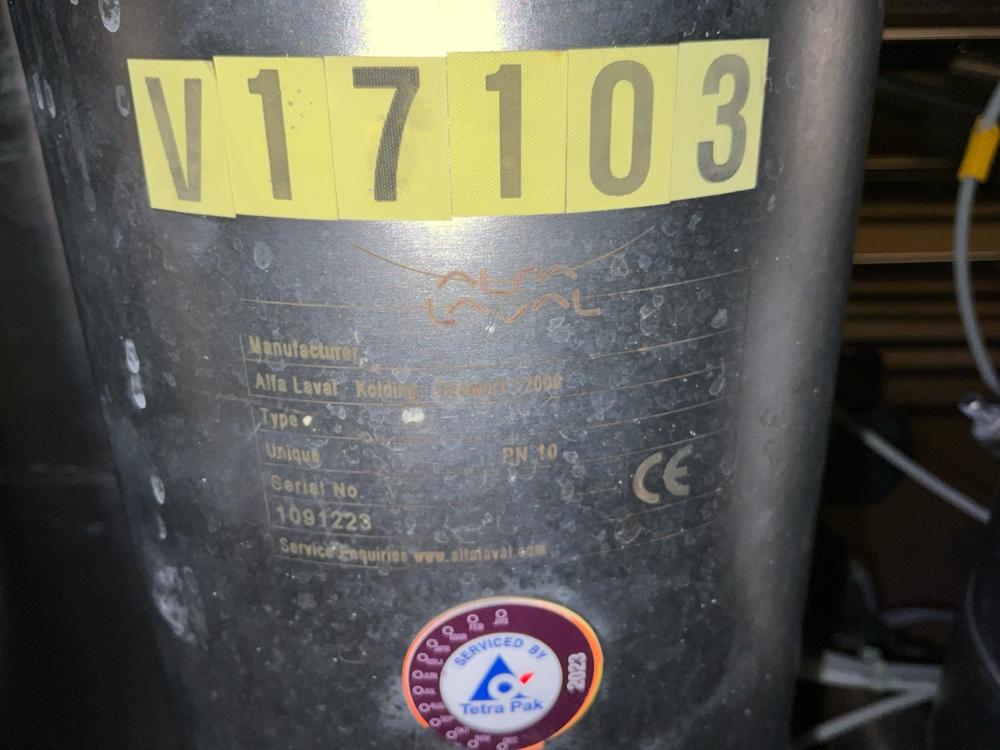 V17103
ALFA
LAVAL
Manufacturer
Alfa Laval Kolding
Type
Unique PN 10
Serial No.
1091223
CE
Service Enquiries www.alfalaval.com
SERVICED BY
Tetra Pak
2023